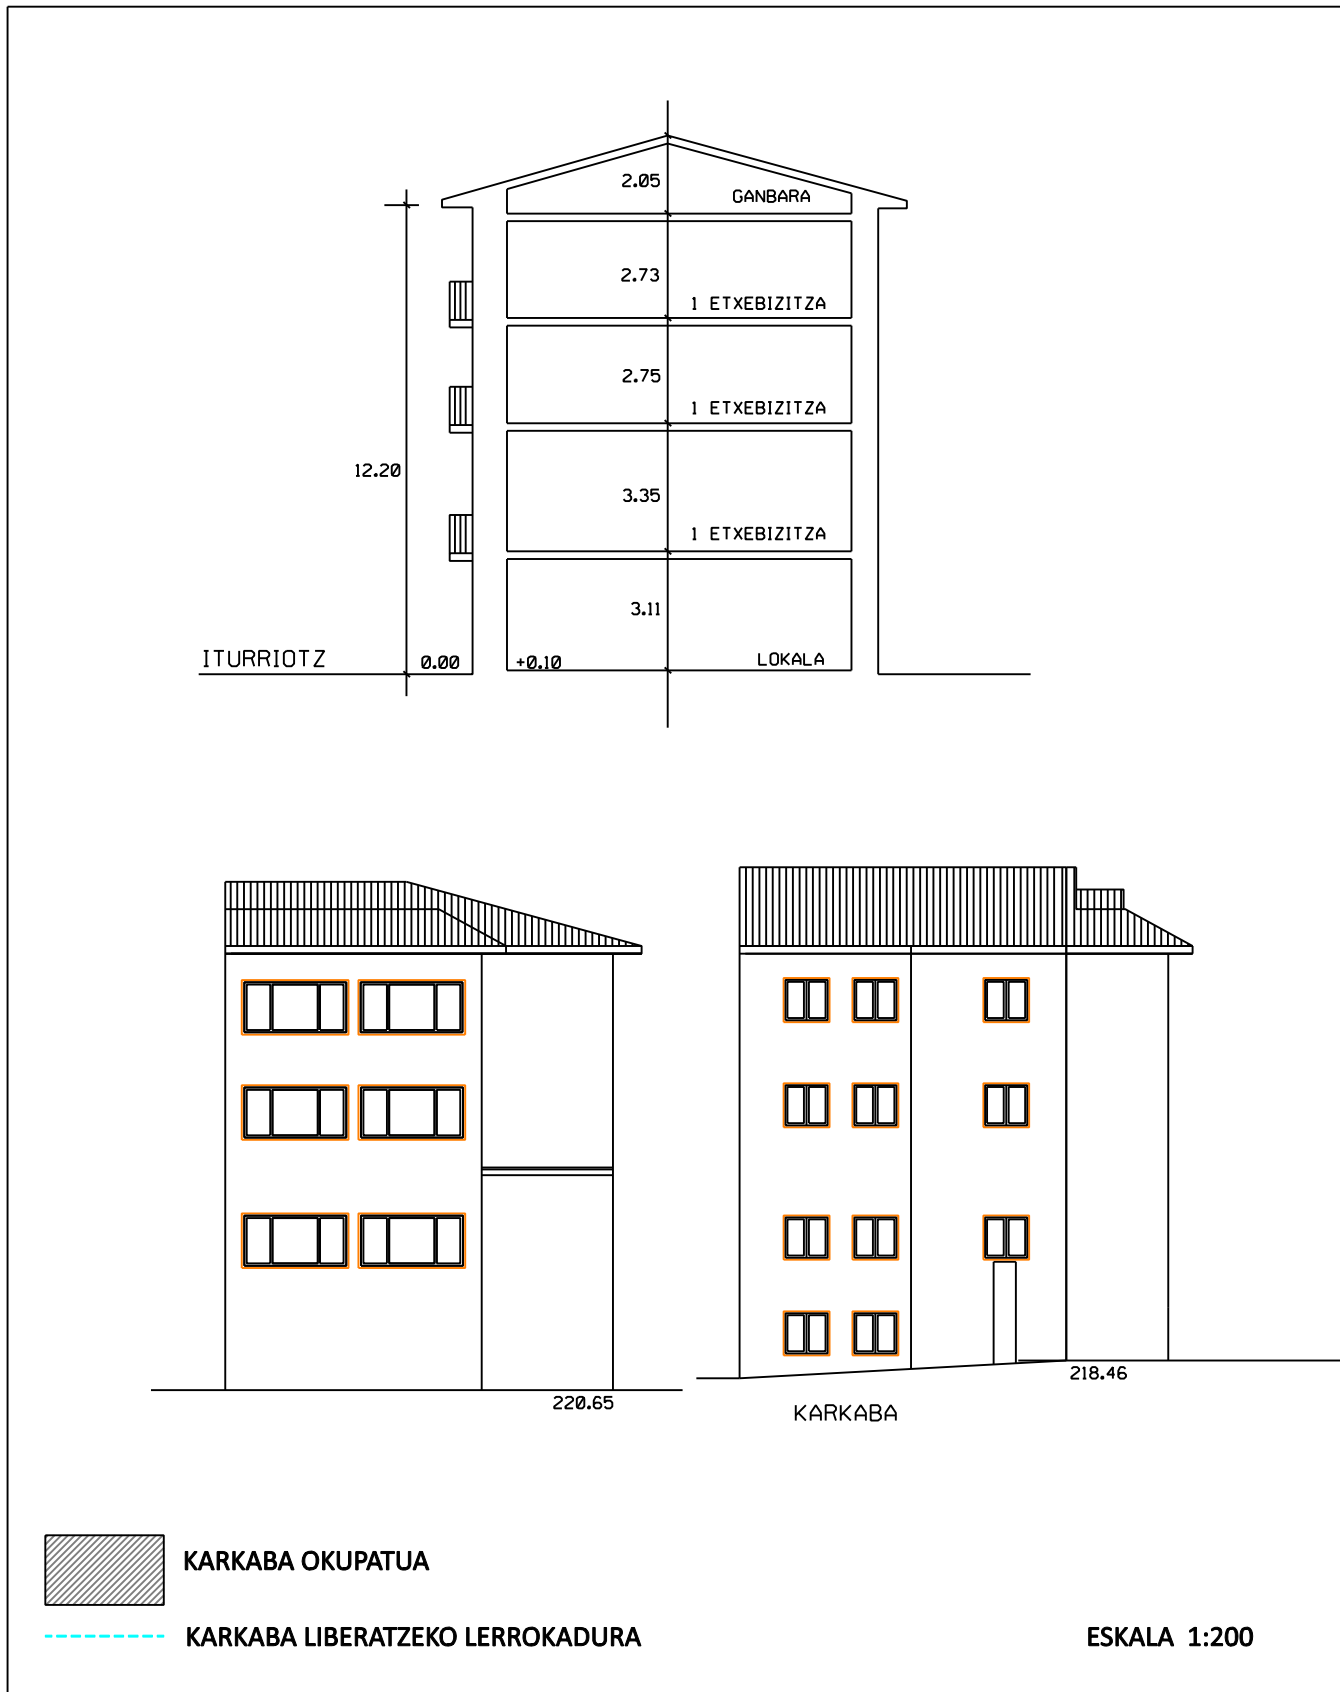 2.05
GANBARA
2.73
1 ETXEBIZITZA
2.75
1 ETXEBIZITZA
12.20
3.35
1 ETXEBIZITZA
3.11
ITURRIOTZ
0.00
+0.10
LOKALA
220.65
218.46
KARKABA
KARKABA OKUPATUA
KARKABA LIBERATZEKO LERROKADURA
ESKALA 1:200